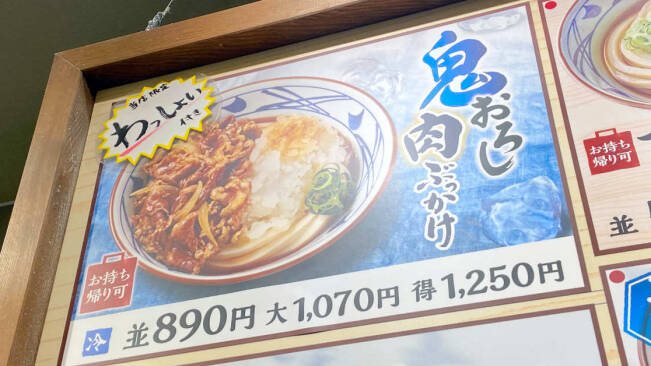 当店限定
わっしょい
付き
鬼おろし
肉ぶっかけ
お持ち
帰り可
冷 並890円 大1,070円 得1,250円
お持ち
帰り可
並